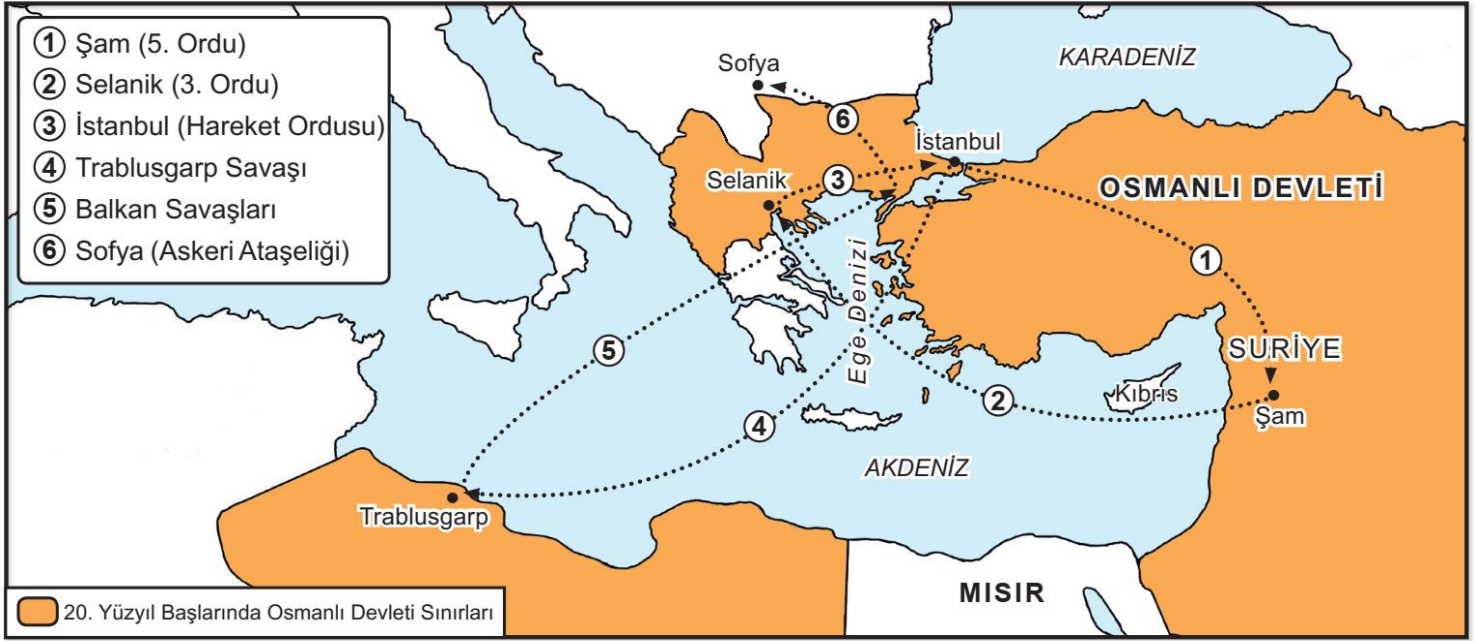 ① Şam (5. Ordu)
② Selanik (3. Ordu)
③ İstanbul (Hareket Ordusu)
④ Trablusgarp Savaşı
⑤ Balkan Savaşları
⑥ Sofya (Askeri Ataşeliği)
Sofya
KARADENİZ
6
İstanbul
Selanik
3
OSMANLI DEVLETİ
1
Ege Denizi
5
SURİYE
Kıbrıs
2
Şam
4
AKDENİZ
Trablusgarp
MISIR
20. Yüzyıl Başlarında Osmanlı Devleti Sınırları